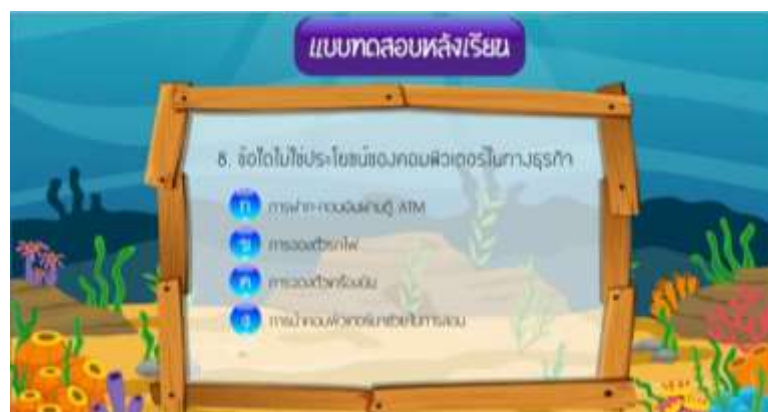 แบบทดสอบหลังเรียน
8. ข้อใดไม่ใช่ประโยชน์ของคอมพิวเตอร์ในทางธุรกิจ
ก การฝาก-ถอนเงินผ่านตู้ ATM
ข การจองตั๋วรถไฟ
ค การจองตั๋วเครื่องบิน
ง การนำคอมพิวเตอร์มาช่วยในการสอน